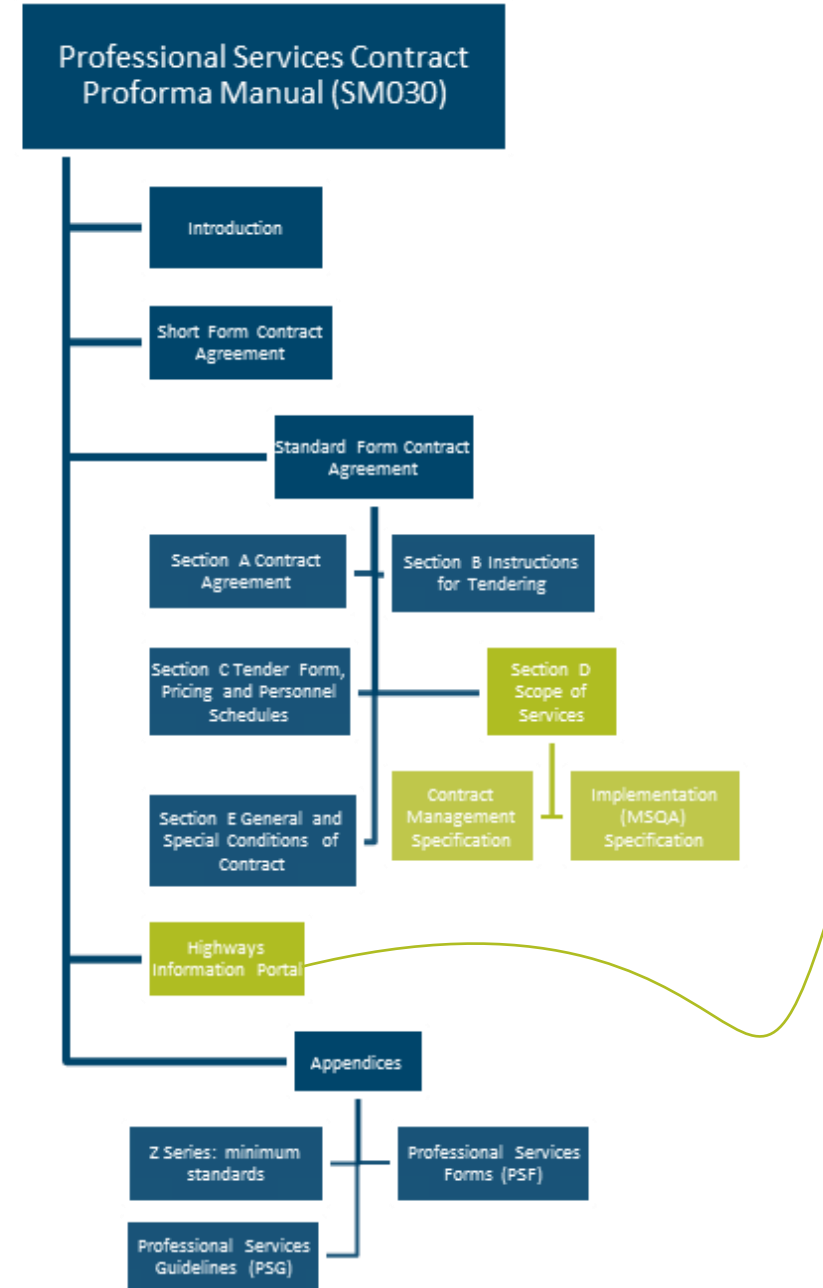 Professional Services Contract
Proforma Manual (SM030)
Introduction
Short Form Contract
Agreement
Standard Form Contract
Agreement
Section A Contract
Agreement
Section B Instructions
for Tendering
Section C Tender Form,
Pricing and Personnel
Schedules
Section D
Scope of
Services
Contract
Management
Specification
Implementation
(MSQA)
Specification
Section E General and
Special Conditions of
Contract
Highways
Information Portal
Appendices
Z Series: minimum
standards
Professional Services
Forms (PSF)
Professional Services
Guidelines (PSG)